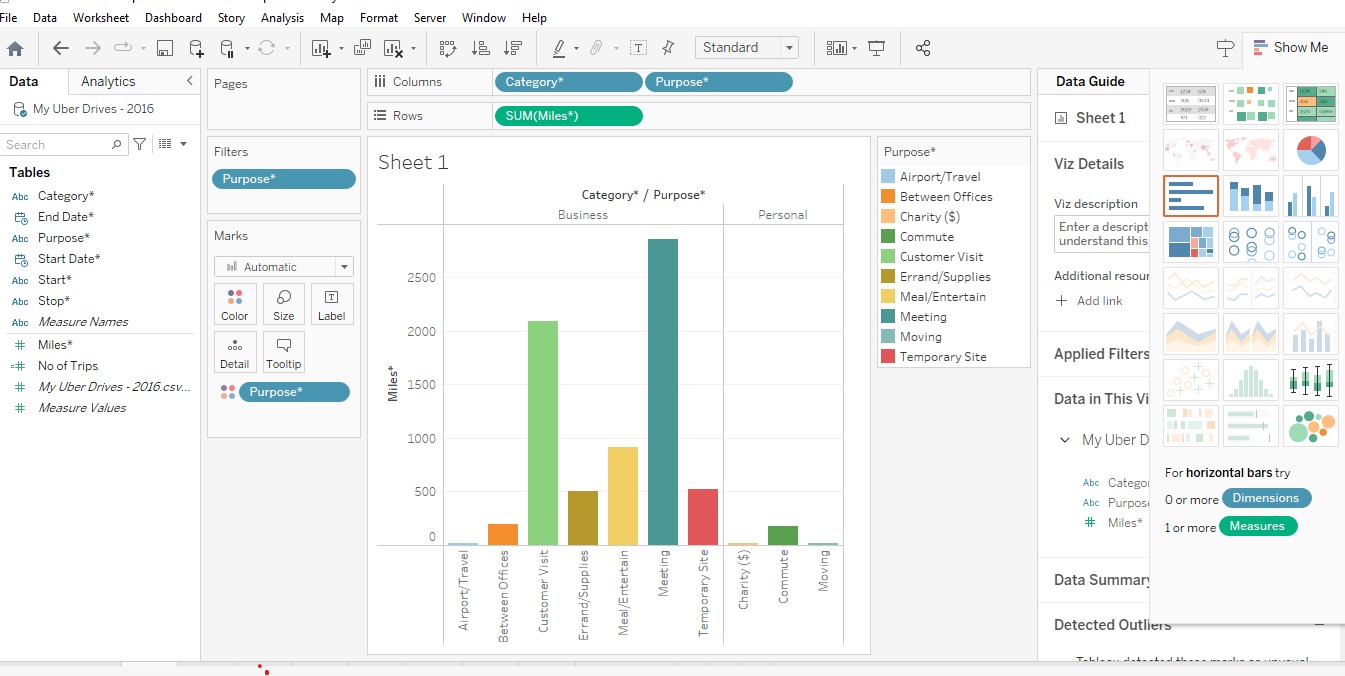 File Data Worksheet Dashboard Story Analysis Map Format Server Window Help
Standard
Show Me
Data Analytics
My Uber Drives - 2016
Search
Tables
Abc Category*
End Date*
Abc Purpose*
Start Date*
Abc Start*
Abc Stop*
Abc Measure Names
Miles*
No of Trips
My Uber Drives - 2016.csv...
Measure Values
Pages
Filters
Purpose*
Marks
Automatic
Color Size Label
Detail Tooltip
Purpose*
Columns Category* Purpose*
Rows SUM(Miles*)
Sheet 1
Category* / Purpose*
Business Personal
Miles*
2500
2000
1500
1000
500
0
Airport/Travel
Between Offices
Customer Visit
Errand/Supplies
Meal/Entertain
Meeting
Temporary Site
Charity ($)
Commute
Moving
Purpose*
Airport/Travel
Between Offices
Charity ($)
Commute
Customer Visit
Errand/Supplies
Meal/Entertain
Meeting
Moving
Temporary Site
Data Guide
Sheet 1
Viz Details
Viz description
Enter a descript
understand this
Additional resour
Add link
Applied Filters
Data in This Vi
My Uber D
Abc Categor
Abc Purpose
Miles*
Data Summary
Detected Outliers
Tableau detected these marks as unusual
For horizontal bars try
0 or more Dimensions
1 or more Measures